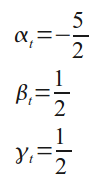 α_t = -5/2
β_t = 1/2
γ_t = 1/2